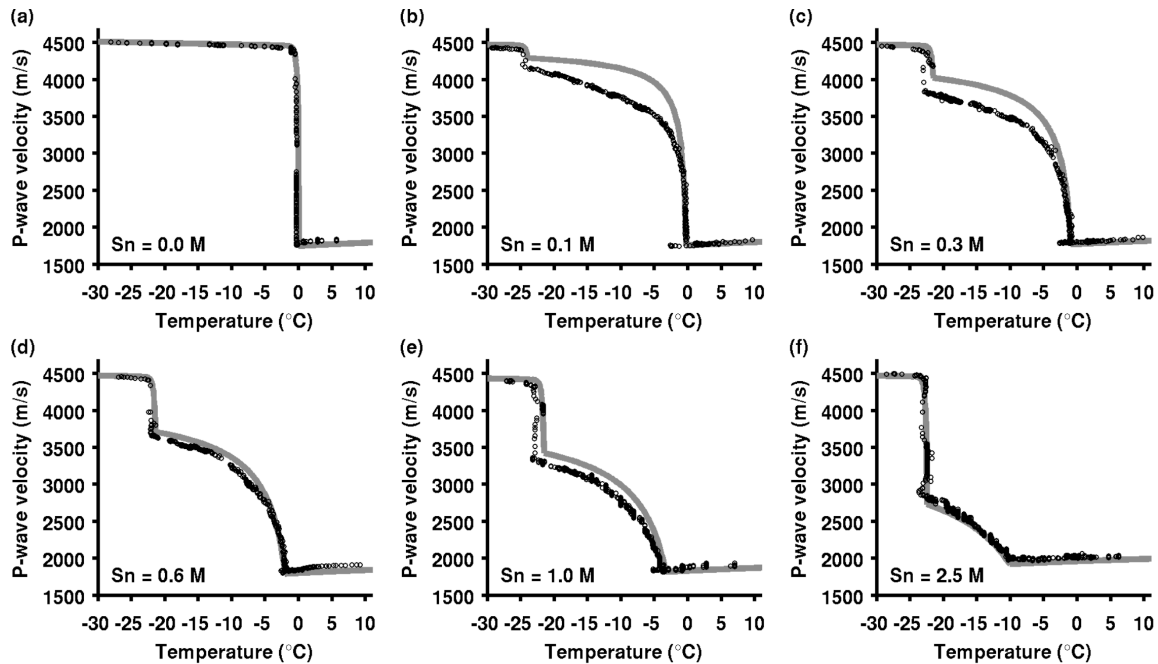 (a)
P-wave velocity (m/s)
4500
4000
3500
3000
2500
2000
1500
Sn = 0.0 M
-30 -25 -20 -15 -10 -5 0 5 10
Temperature (°C)
(b)
P-wave velocity (m/s)
4500
4000
3500
3000
2500
2000
1500
Sn = 0.1 M
-30 -25 -20 -15 -10 -5 0 5 10
Temperature (°C)
(c)
P-wave velocity (m/s)
4500
4000
3500
3000
2500
2000
1500
Sn = 0.3 M
-30 -25 -20 -15 -10 -5 0 5 10
Temperature (°C)
(d)
P-wave velocity (m/s)
4500
4000
3500
3000
2500
2000
1500
Sn = 0.6 M
-30 -25 -20 -15 -10 -5 0 5 10
Temperature (°C)
(e)
P-wave velocity (m/s)
4500
4000
3500
3000
2500
2000
1500
Sn = 1.0 M
-30 -25 -20 -15 -10 -5 0 5 10
Temperature (°C)
(f)
P-wave velocity (m/s)
4500
4000
3500
3000
2500
2000
1500
Sn = 2.5 M
-30 -25 -20 -15 -10 -5 0 5 10
Temperature (°C)